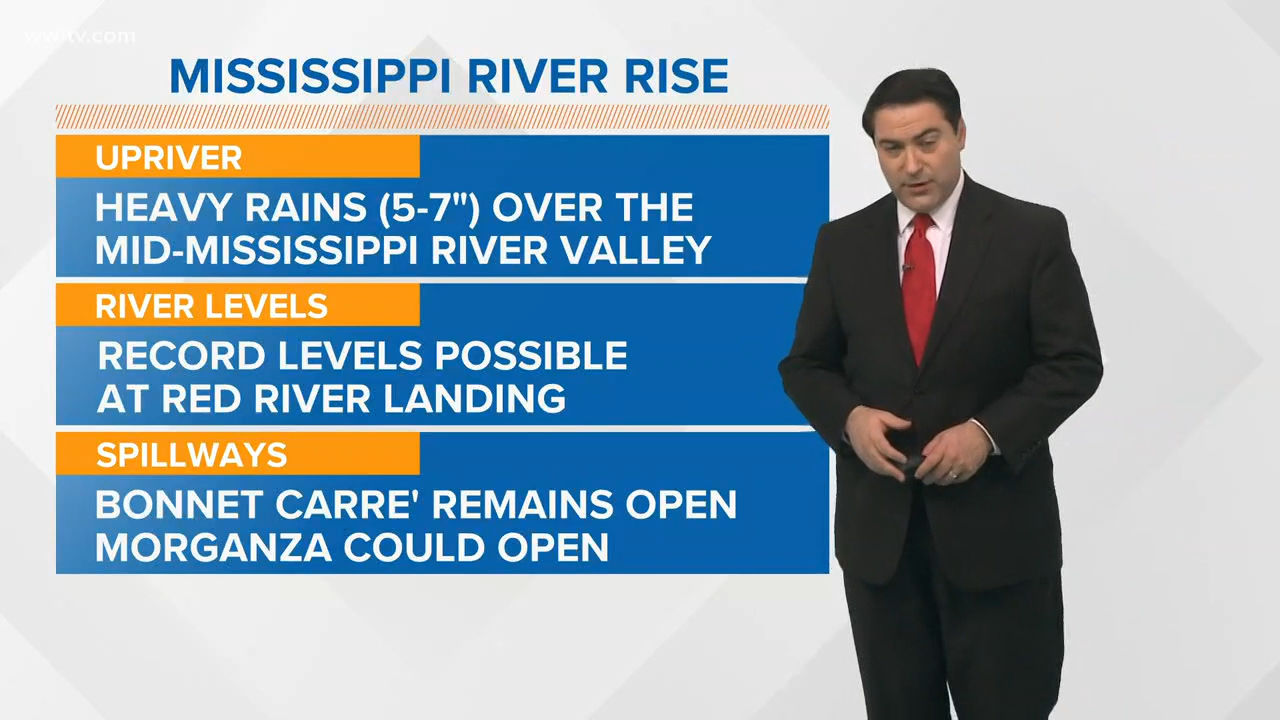 wwltv.com
MISSISSIPPI RIVER RISE
UPRIVER
HEAVY RAINS (5-7") OVER THE
MID-MISSISSIPPI RIVER VALLEY
RIVER LEVELS
RECORD LEVELS POSSIBLE
AT RED RIVER LANDING
SPILLWAYS
BONNET CARRE' REMAINS OPEN
MORGANZA COULD OPEN